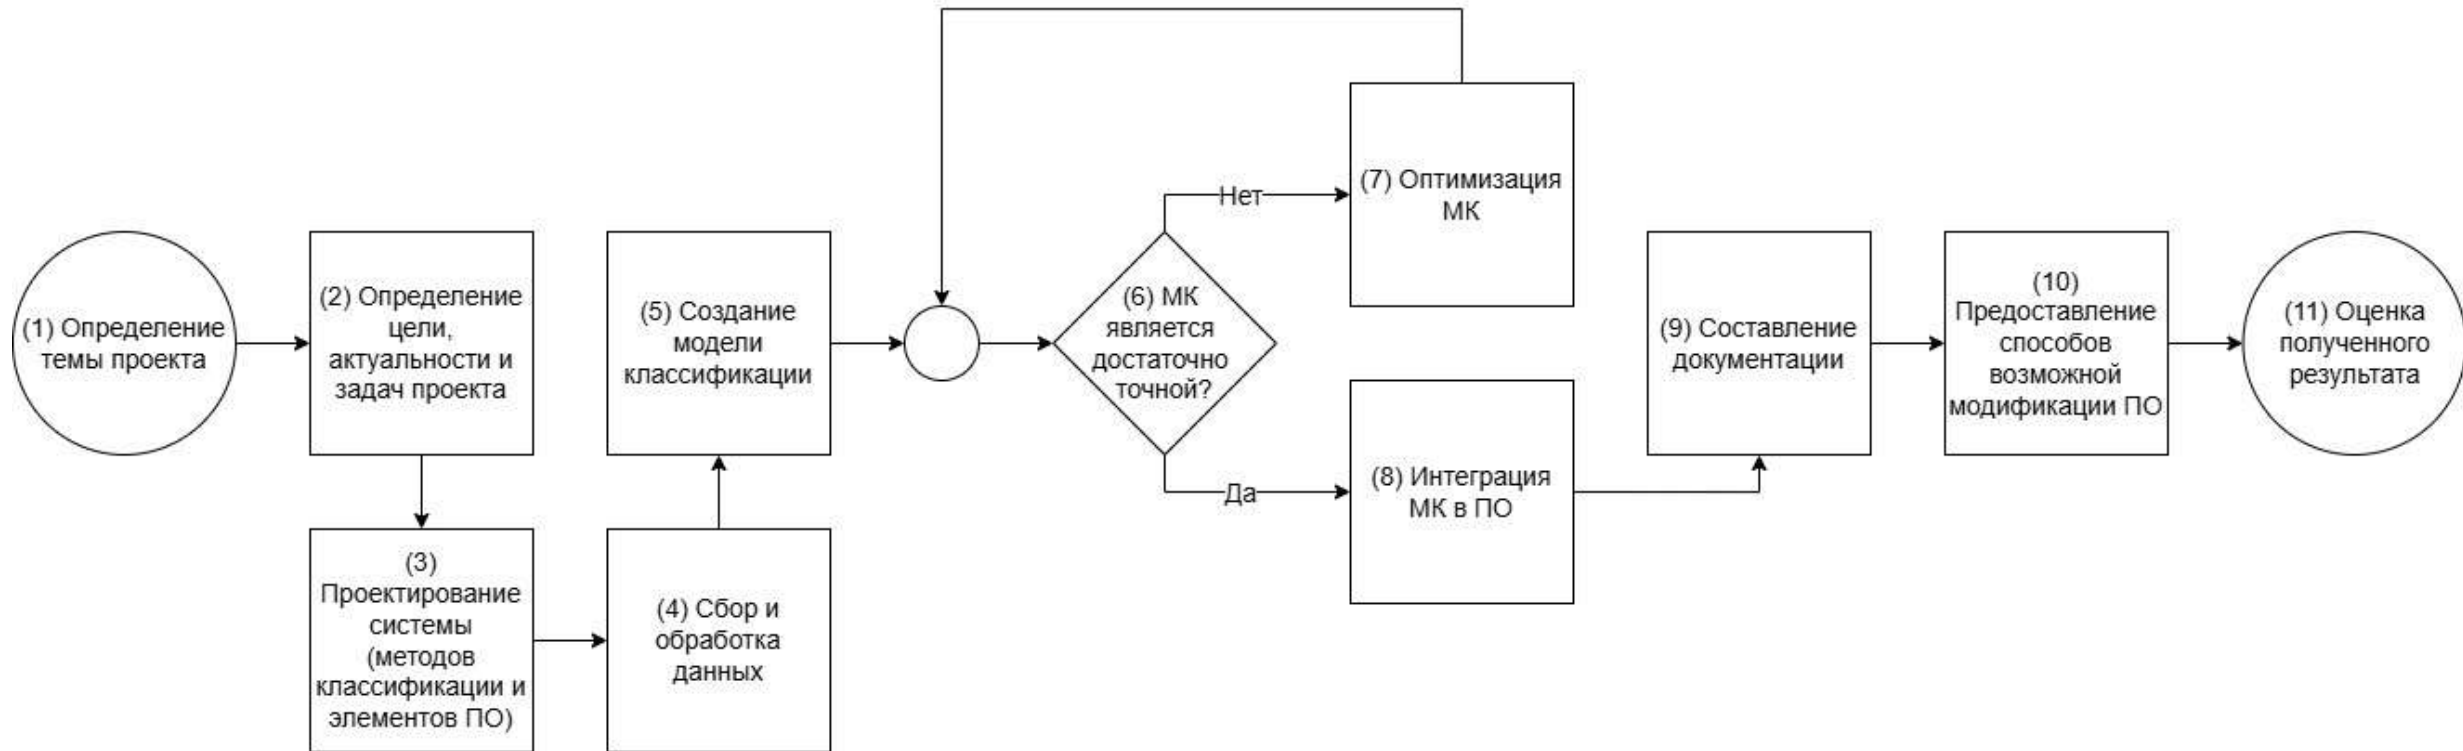 (1) Определение
темы проекта
(2) Определение
цели,
актуальности и
задач проекта
(3)
Проектирование
системы
(методов
классификации и
элементов ПО)
(4) Сбор и
обработка
данных
(5) Создание
модели
классификации
(6) МК
является
достаточно
точной?
Нет
(7) Оптимизация
МК
Да
(8) Интеграция
МК в ПО
(9) Составление
документации
(10)
Предоставление
способов
возможной
модификации ПО
(11) Оценка
полученного
результата